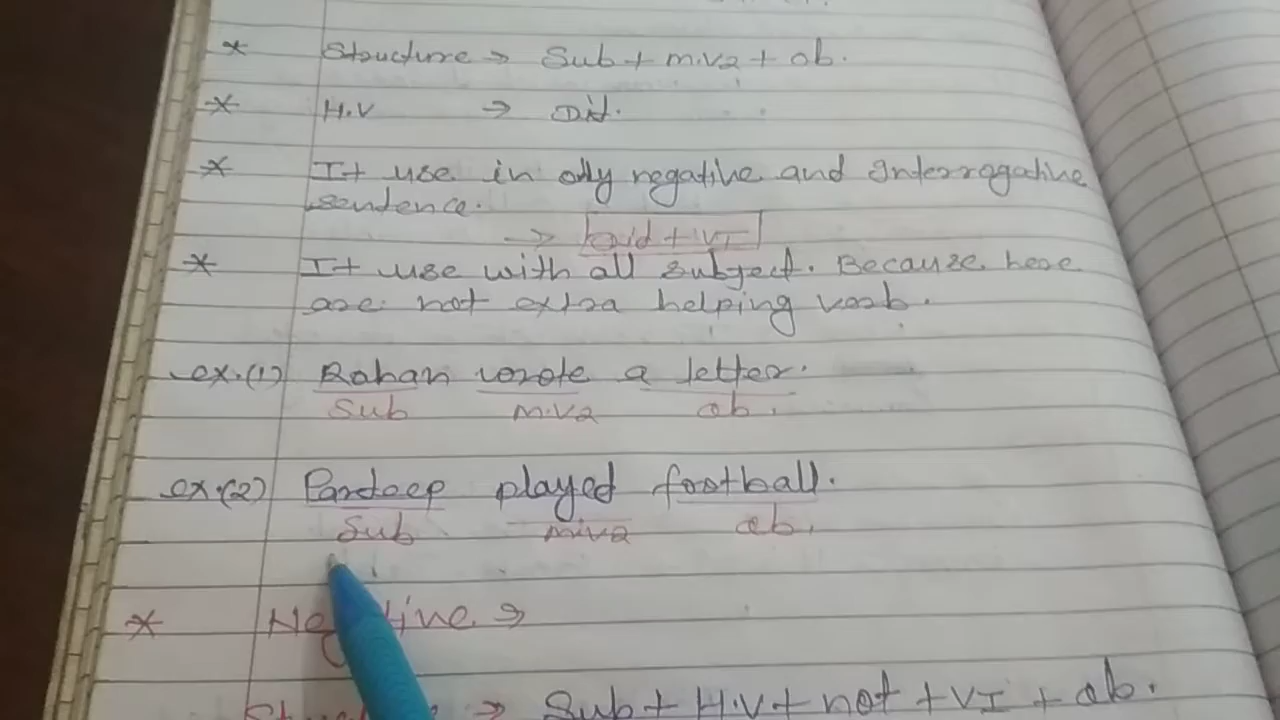 * Structure → Sub + m.v2 + ob.
* H.V → Did.
* It use in only negative and Interrogative
sentence.
→ Did + VI
* It use with all subject. Because here
are not extra helping verb.
ex.(1) Rohan wrote a letter.
Sub m.v2 ob.
ex.(2) Pardeep played football.
Sub m.v2 ob.
* Negative →
Structure → Sub + H.V + not + VI + ob.